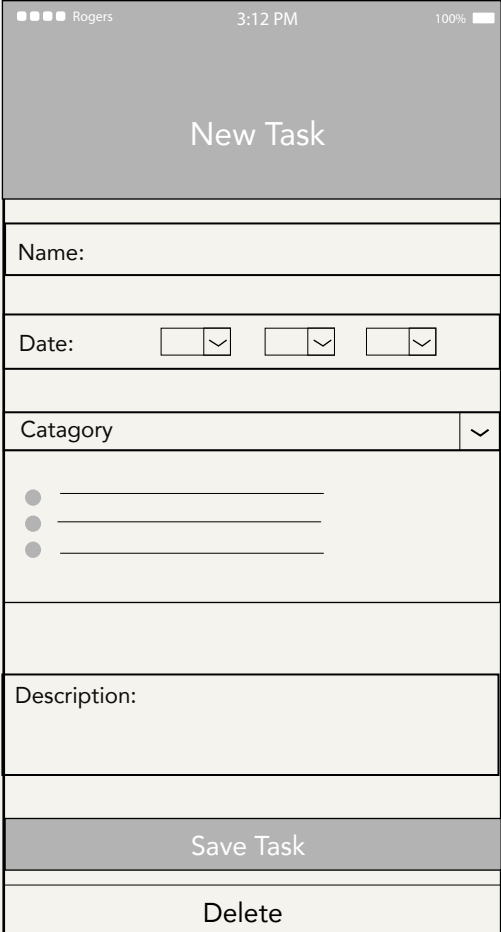 Rogers 3:12 PM 100%
New Task
Name:
Date:
Catagory
Description:
Save Task
Delete